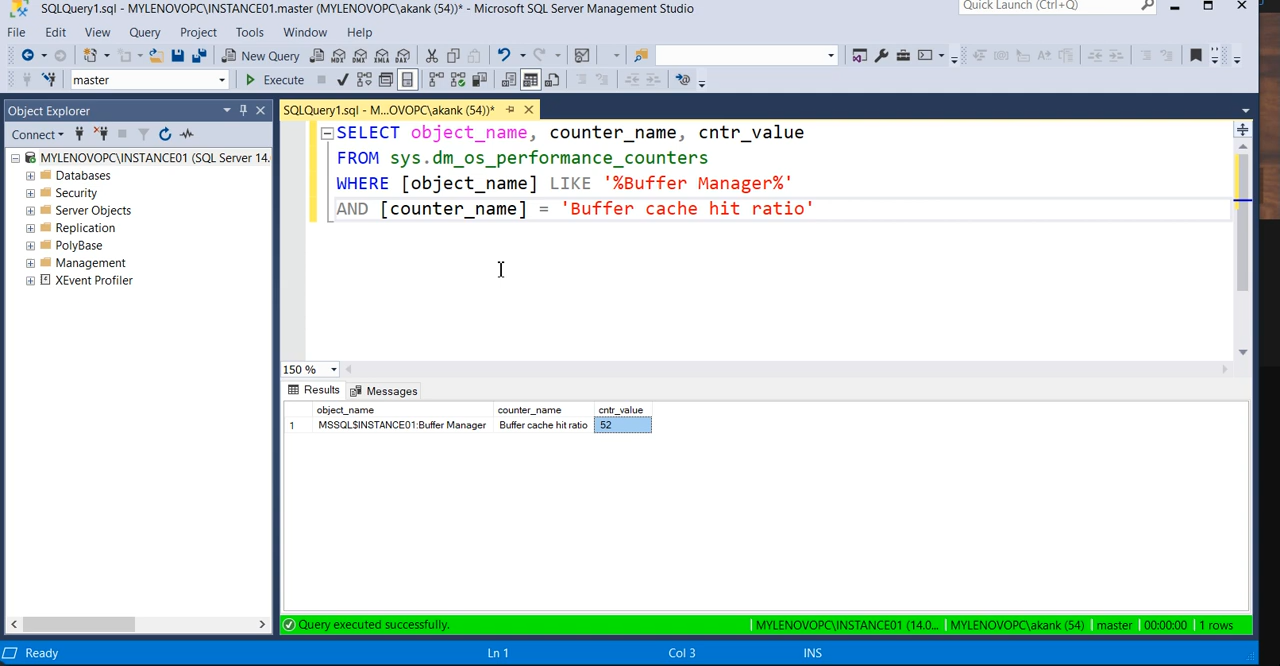 SQLQuery1.sql - MYLENOVOPC\INSTANCE01.master (MYLENOVOPC\akank (54))* - Microsoft SQL Server Management Studio
Quick Launch (Ctrl+Q)
File Edit View Query Project Tools Window Help
New Query
MDX DMX XMLA DAX
master
Execute
Object Explorer
SQLQuery1.sql - M...OVOPC\akank (54))*
Connect
MYLENOVOPC\INSTANCE01 (SQL Server 14.
Databases
Security
Server Objects
Replication
PolyBase
Management
XEvent Profiler
SELECT object_name, counter_name, cntr_value
FROM sys.dm_os_performance_counters
WHERE [object_name] LIKE '%Buffer Manager%'
AND [counter_name] = 'Buffer cache hit ratio'
150 %
Results Messages
object_name counter_name cntr_value
1 MSSQL$INSTANCE01:Buffer Manager Buffer cache hit ratio 52
Query executed successfully. MYLENOVOPC\INSTANCE01 (14.0... MYLENOVOPC\akank (54) master 00:00:00 1 rows
Ready Ln 1 Col 3 INS